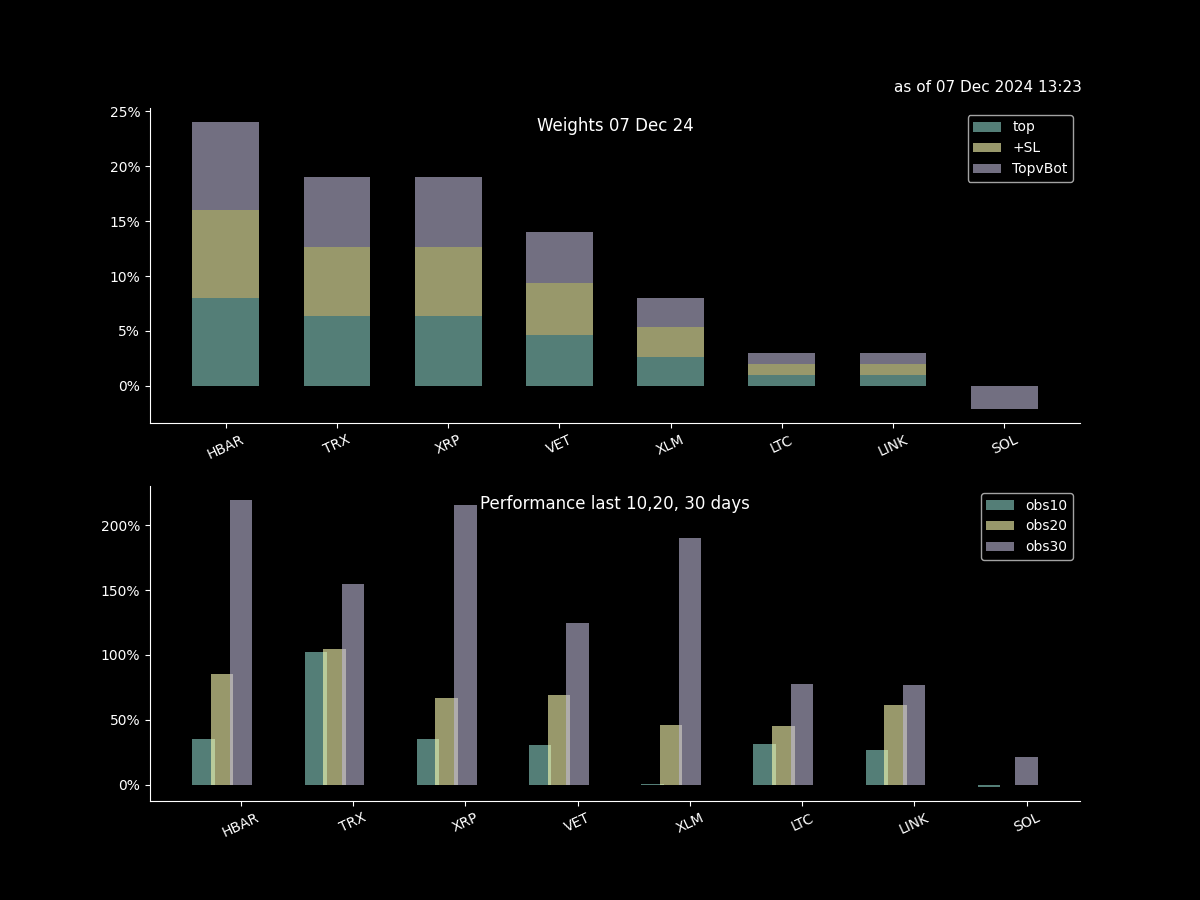 as of 07 Dec 2024 13:23
Weights 07 Dec 24
top
+SL
TopvBot
25%
20%
15%
10%
5%
0%
HBAR TRX XRP VET XLM LTC LINK SOL
Performance last 10,20, 30 days
obs10
obs20
obs30
200%
150%
100%
50%
0%
HBAR TRX XRP VET XLM LTC LINK SOL